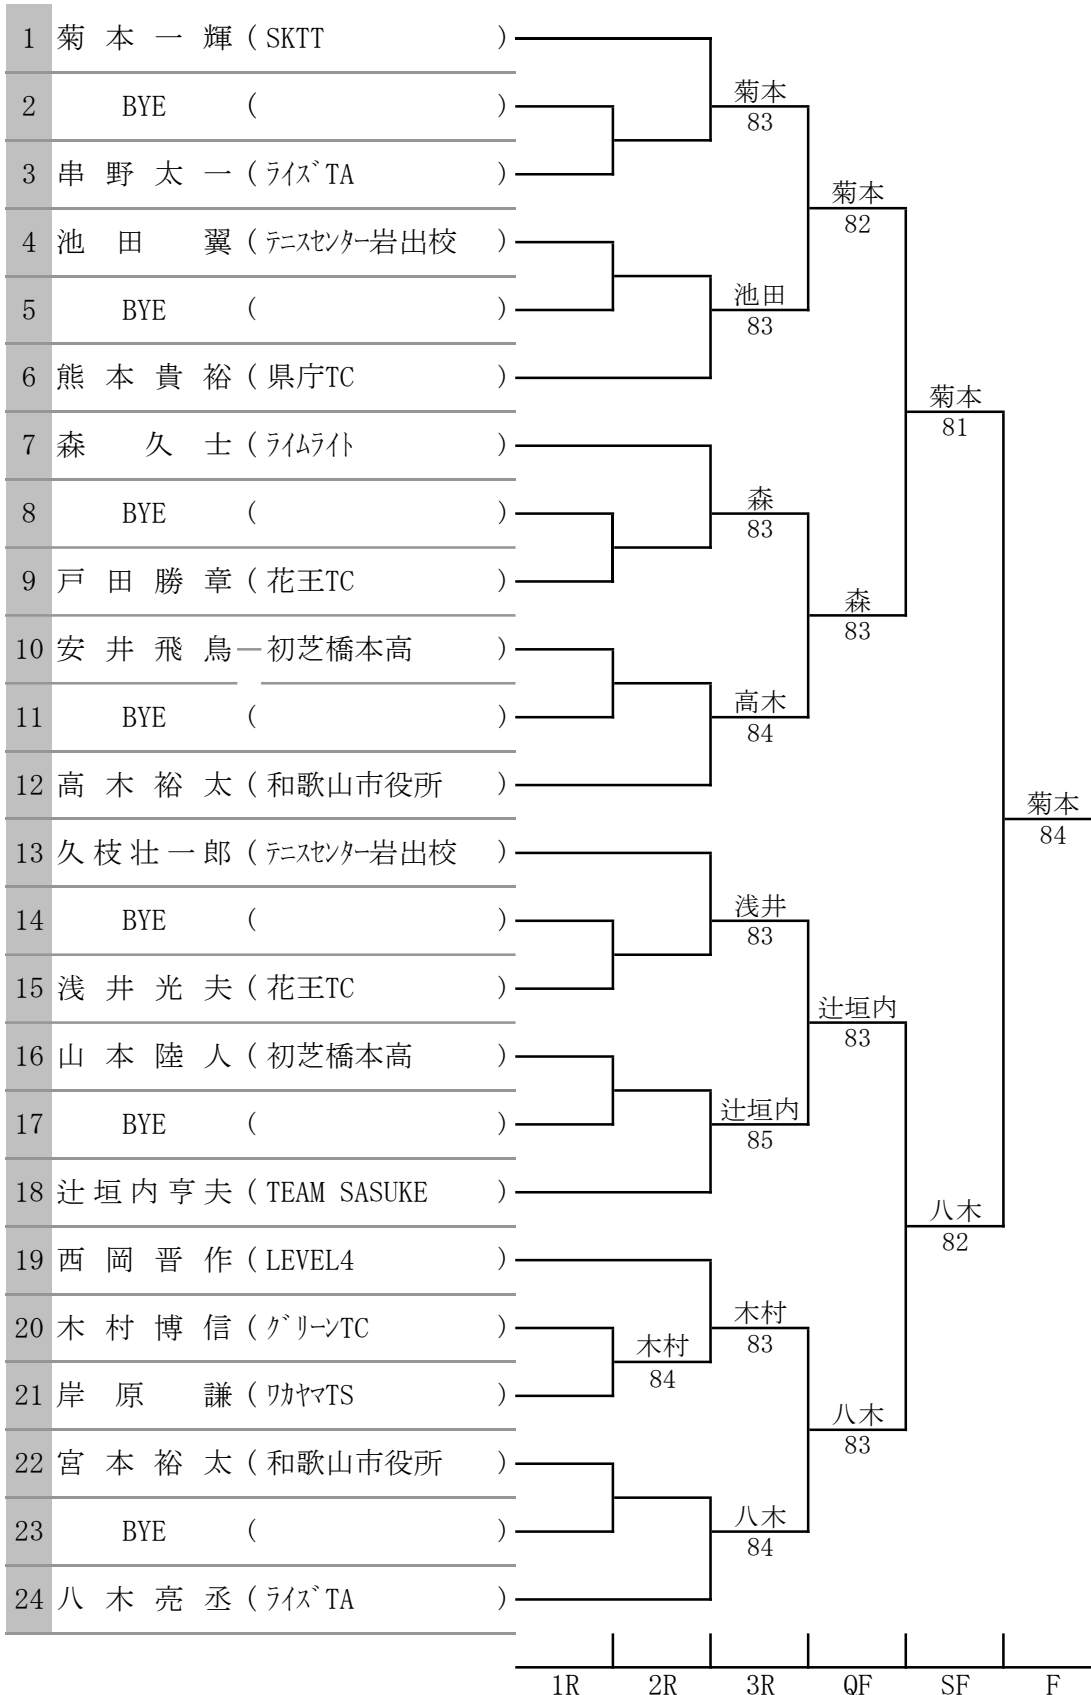 1 菊本一輝 ( SKTT )
2 BYE ( )
3 串野太一 ( ﾗｲｽﾞTA )
4 池田 翼 ( ﾃﾆｽｾﾝﾀｰ岩出校 )
5 BYE ( )
6 熊本貴裕 ( 県庁TC )
7 森 久士 ( ﾗｲﾑﾗｲﾄ )
8 BYE ( )
9 戸田勝章 ( 花王TC )
10 安井飛鳥 初芝橋本高 )
11 BYE ( )
12 高木裕太 ( 和歌山市役所 )
13 久枝壮一郎 ( ﾃﾆｽｾﾝﾀｰ岩出校 )
14 BYE ( )
15 浅井光夫 ( 花王TC )
16 山本陸人 ( 初芝橋本高 )
17 BYE ( )
18 辻垣内亨夫 ( TEAM SASUKE )
19 西岡晋作 ( LEVEL4 )
20 木村博信 ( ｸﾞﾘｰﾝTC )
21 岸原 謙 ( ﾜｶﾔﾏTS )
22 宮本裕太 ( 和歌山市役所 )
23 BYE ( )
24 八木亮丞 ( ﾗｲｽﾞTA )
木村
84
菊本
83
池田
83
森
83
高木
84
浅井
83
辻垣内
85
木村
83
八木
84
菊本
82
森
83
辻垣内
83
八木
83
菊本
81
八木
82
菊本
84
1R 2R 3R QF SF F